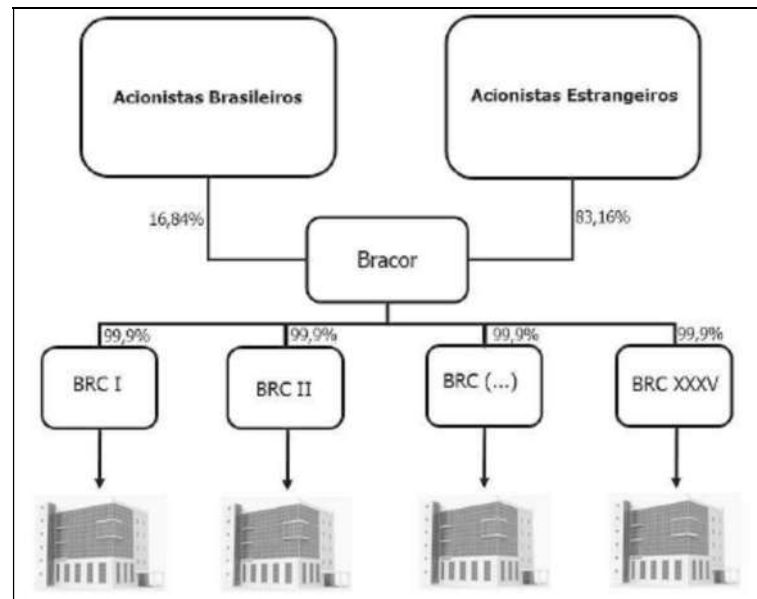 Acionistas Brasileiros
Acionistas Estrangeiros
16,84%
83,16%
Bracor
99,9%
99,9%
99,9%
99,9%
BRC I
BRC II
BRC (...)
BRC XXXV